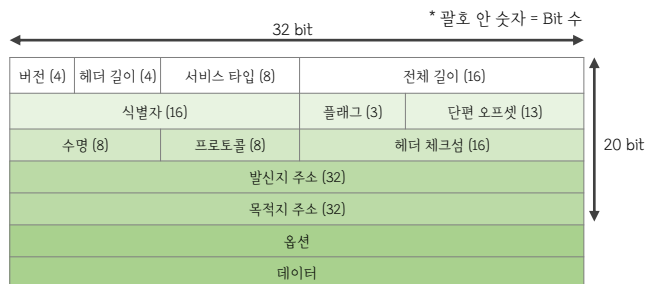 * 괄호 안 숫자 = Bit 수
32 bit
버전 (4) 헤더 길이 (4) 서비스 타입 (8) 전체 길이 (16)
식별자 (16) 플래그 (3) 단편 오프셋 (13)
수명 (8) 프로토콜 (8) 헤더 체크섬 (16)
20 bit
발신지 주소 (32)
목적지 주소 (32)
옵션
데이터